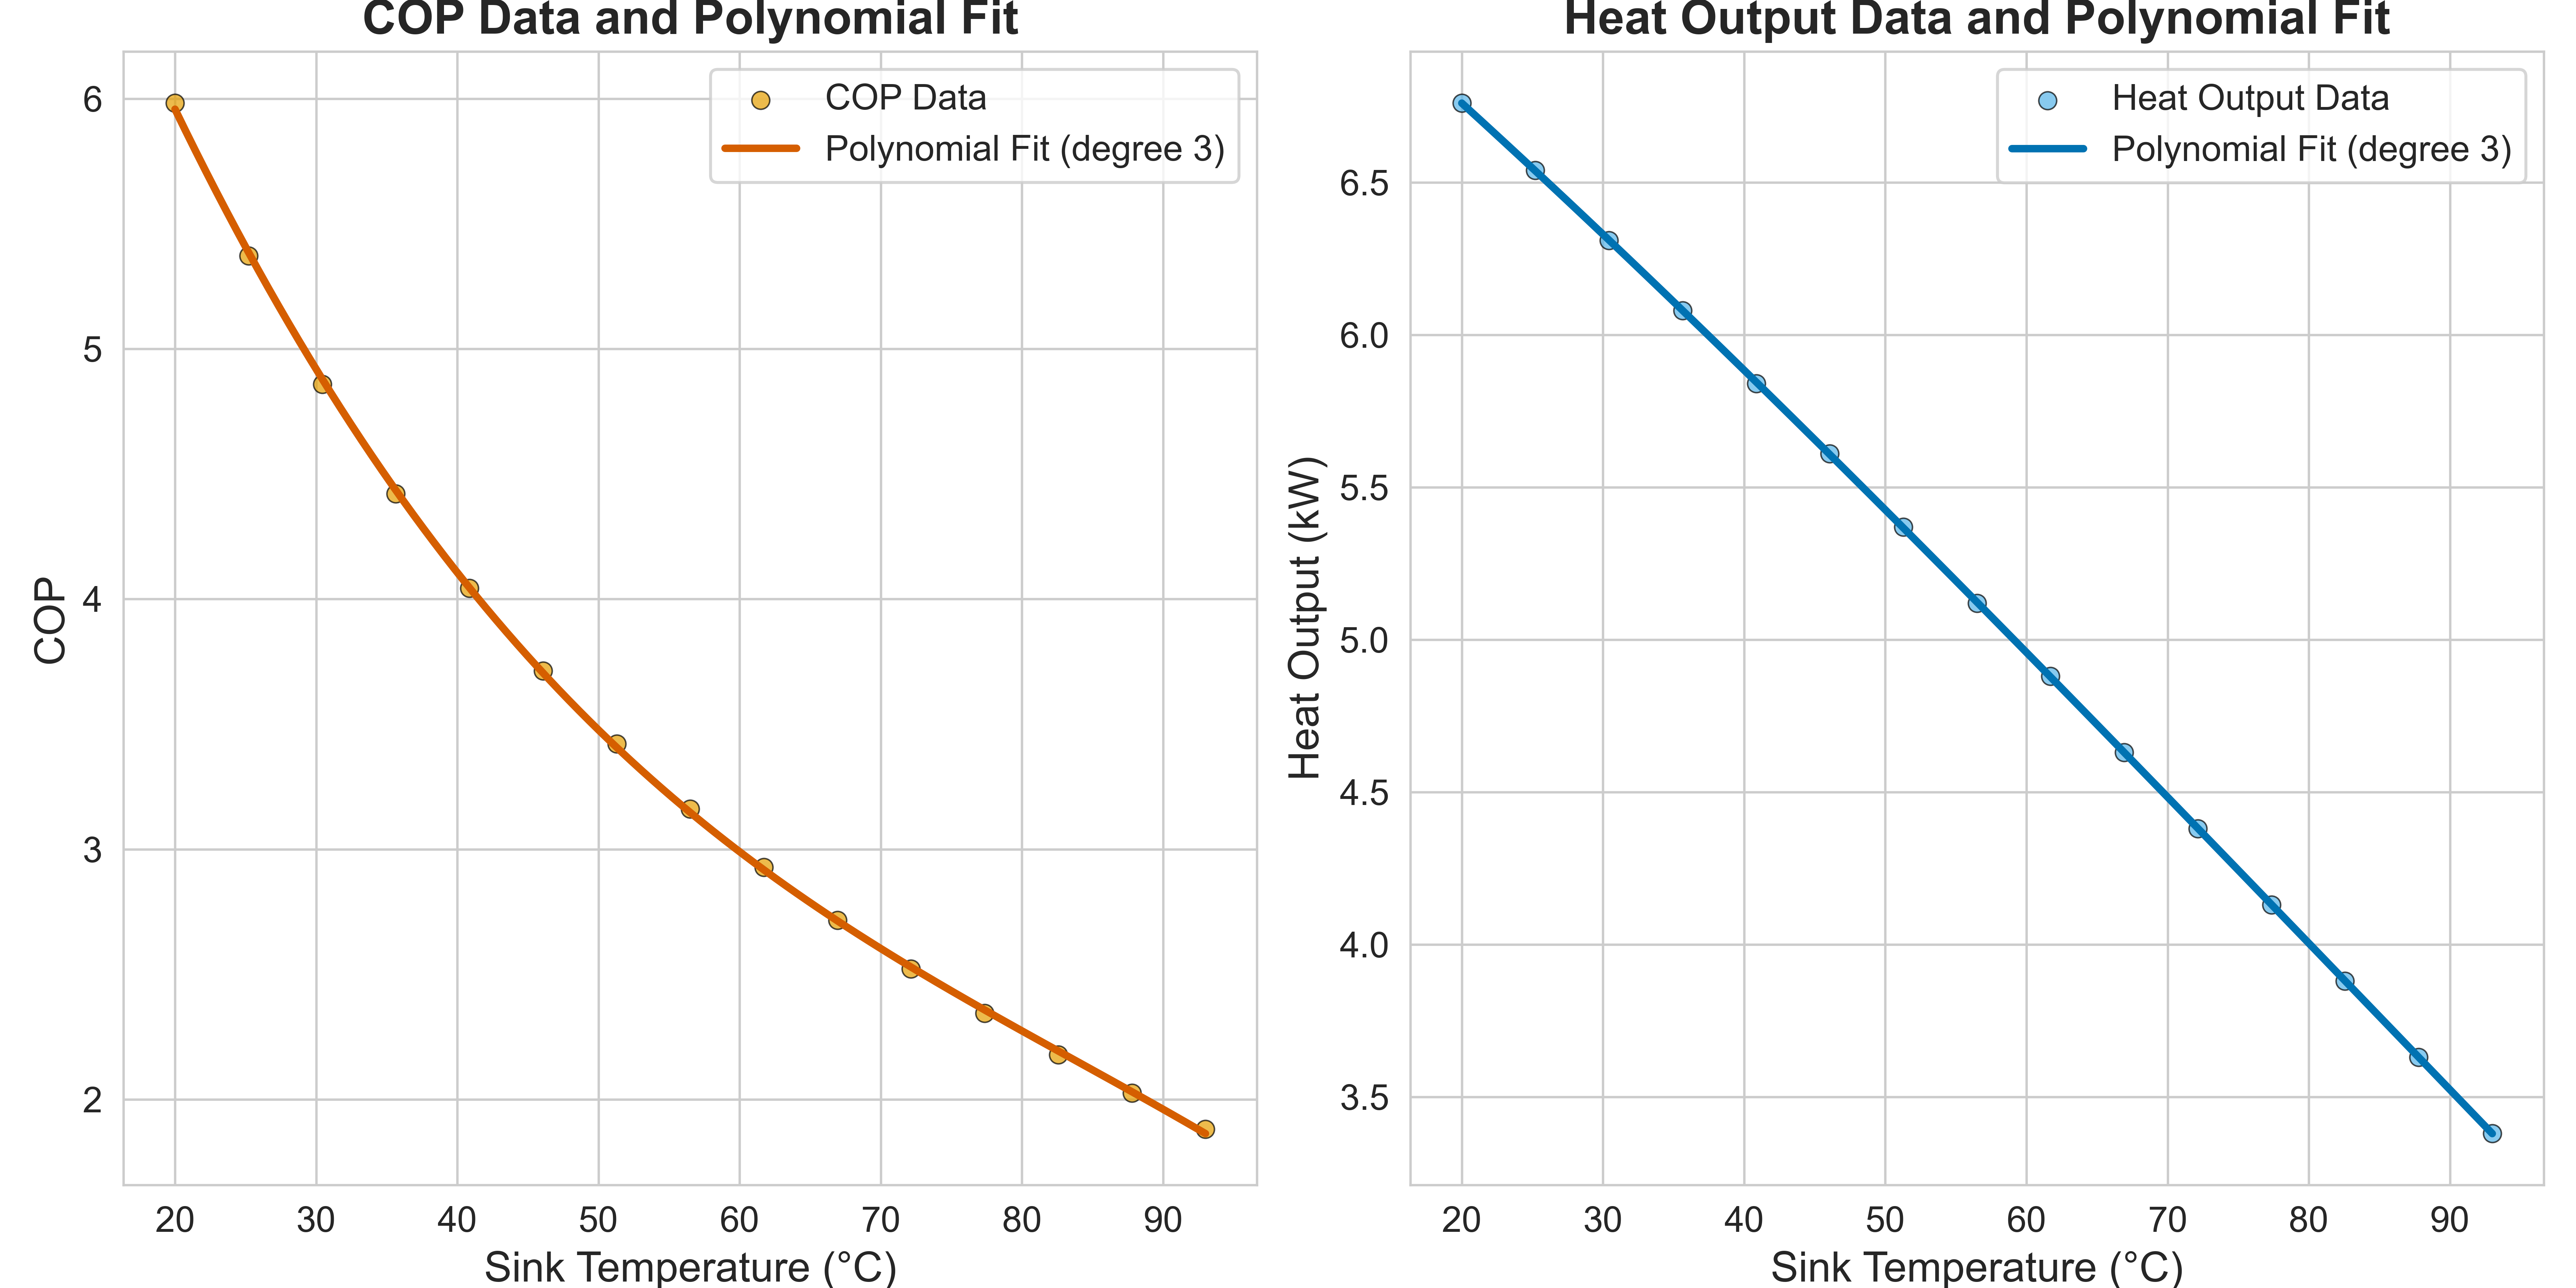 COP Data and Polynomial Fit
COP Data
Polynomial Fit (degree 3)
6
5
4
3
2
COP
20 30 40 50 60 70 80 90
Sink Temperature (°C)
Heat Output Data and Polynomial Fit
Heat Output Data
Polynomial Fit (degree 3)
6.5
6.0
5.5
5.0
4.5
4.0
3.5
Heat Output (kW)
20 30 40 50 60 70 80 90
Sink Temperature (°C)